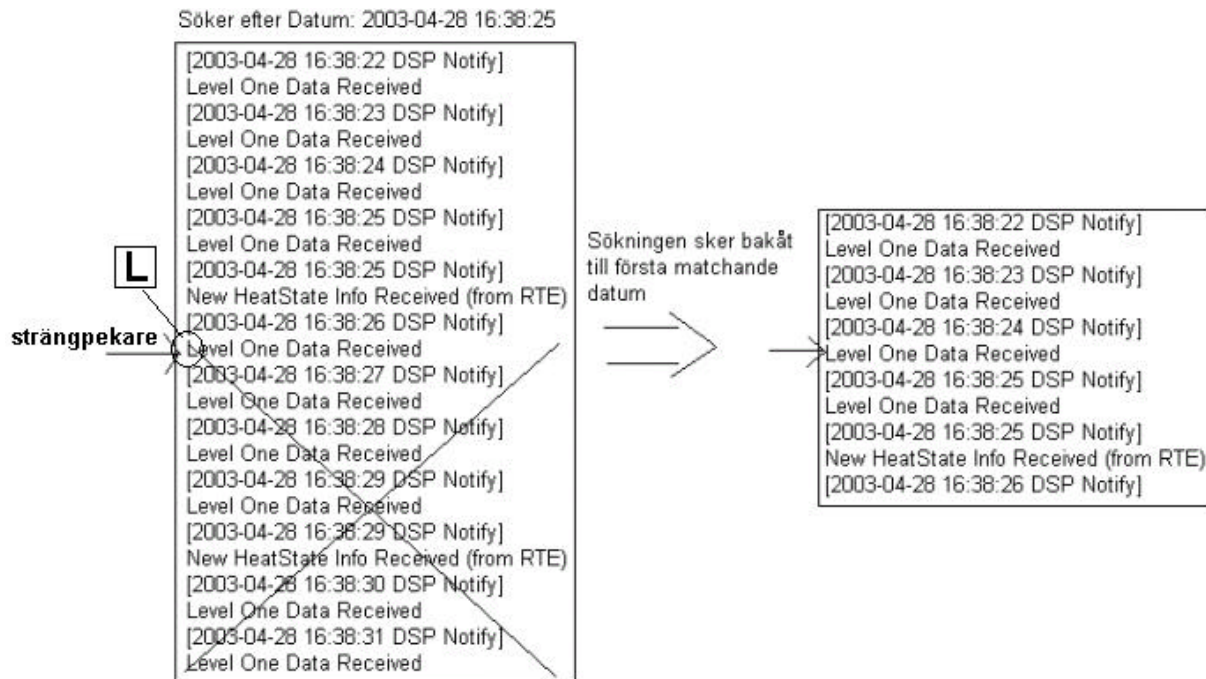 Söker efter Datum: 2003-04-28 16:38:25
[2003-04-28 16:38:22 DSP Notify]
Level One Data Received
[2003-04-28 16:38:23 DSP Notify]
Level One Data Received
[2003-04-28 16:38:24 DSP Notify]
Level One Data Received
[2003-04-28 16:38:25 DSP Notify]
Level One Data Received
[2003-04-28 16:38:25 DSP Notify]
New HeatState Info Received (from RTE)
[2003-04-28 16:38:26 DSP Notify]
Level One Data Received
[2003-04-28 16:38:27 DSP Notify]
Level One Data Received
[2003-04-28 16:38:28 DSP Notify]
Level One Data Received
[2003-04-28 16:38:29 DSP Notify]
Level One Data Received
[2003-04-28 16:38:29 DSP Notify]
New HeatState Info Received (from RTE)
[2003-04-28 16:38:30 DSP Notify]
Level One Data Received
[2003-04-28 16:38:31 DSP Notify]
Level One Data Received
L
strängpekare
Sökningen sker bakåt
till första matchande
datum
[2003-04-28 16:38:22 DSP Notify]
Level One Data Received
[2003-04-28 16:38:23 DSP Notify]
Level One Data Received
[2003-04-28 16:38:24 DSP Notify]
Level One Data Received
[2003-04-28 16:38:25 DSP Notify]
Level One Data Received
[2003-04-28 16:38:25 DSP Notify]
New HeatState Info Received (from RTE)
[2003-04-28 16:38:26 DSP Notify]